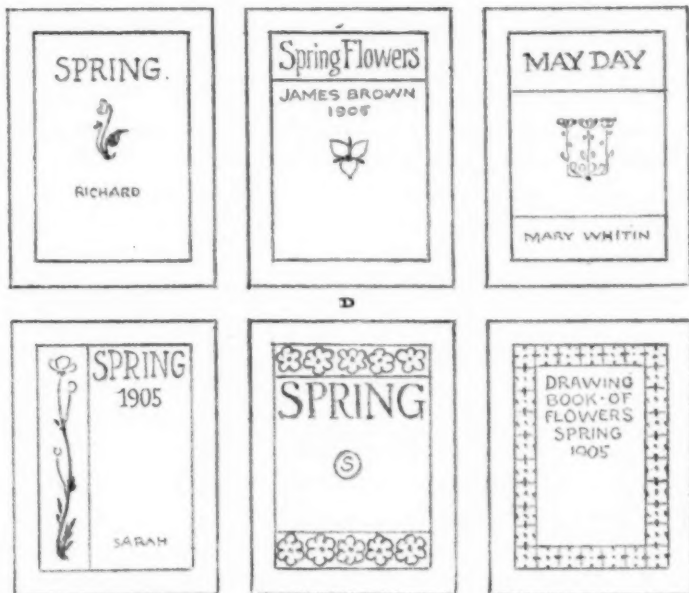 SPRING.
RICHARD
Spring Flowers
JAMES BROWN
1905
MAY DAY
MARY WHITIN
D
SPRING
1905
SARAH
SPRING
S
DRAWING
BOOK·OF
FLOWERS
SPRING
1905